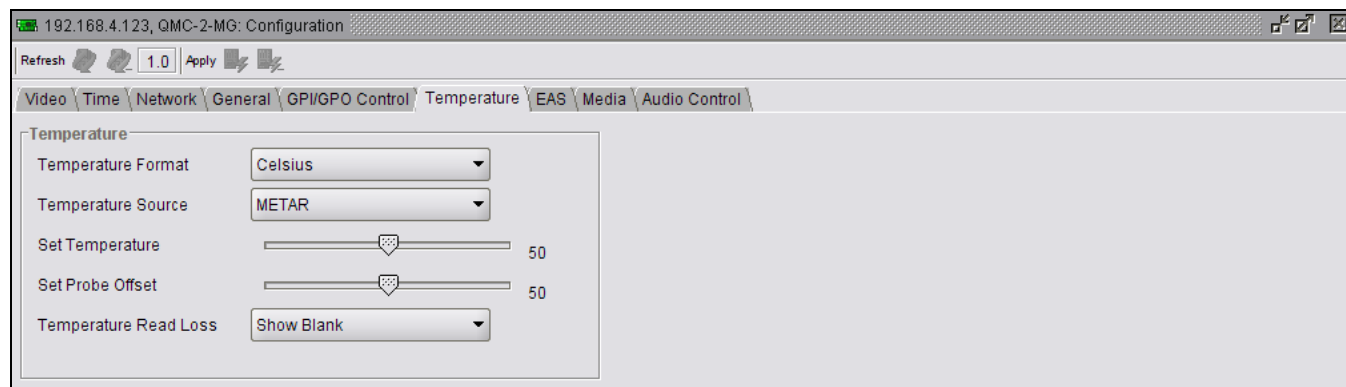 192.168.4.123, QMC-2-MG: Configuration
Refresh 1.0 Apply
Video Time Network General GPI/GPO Control Temperature EAS Media Audio Control
Temperature
Temperature Format Celsius
Temperature Source METAR
Set Temperature 50
Set Probe Offset 50
Temperature Read Loss Show Blank